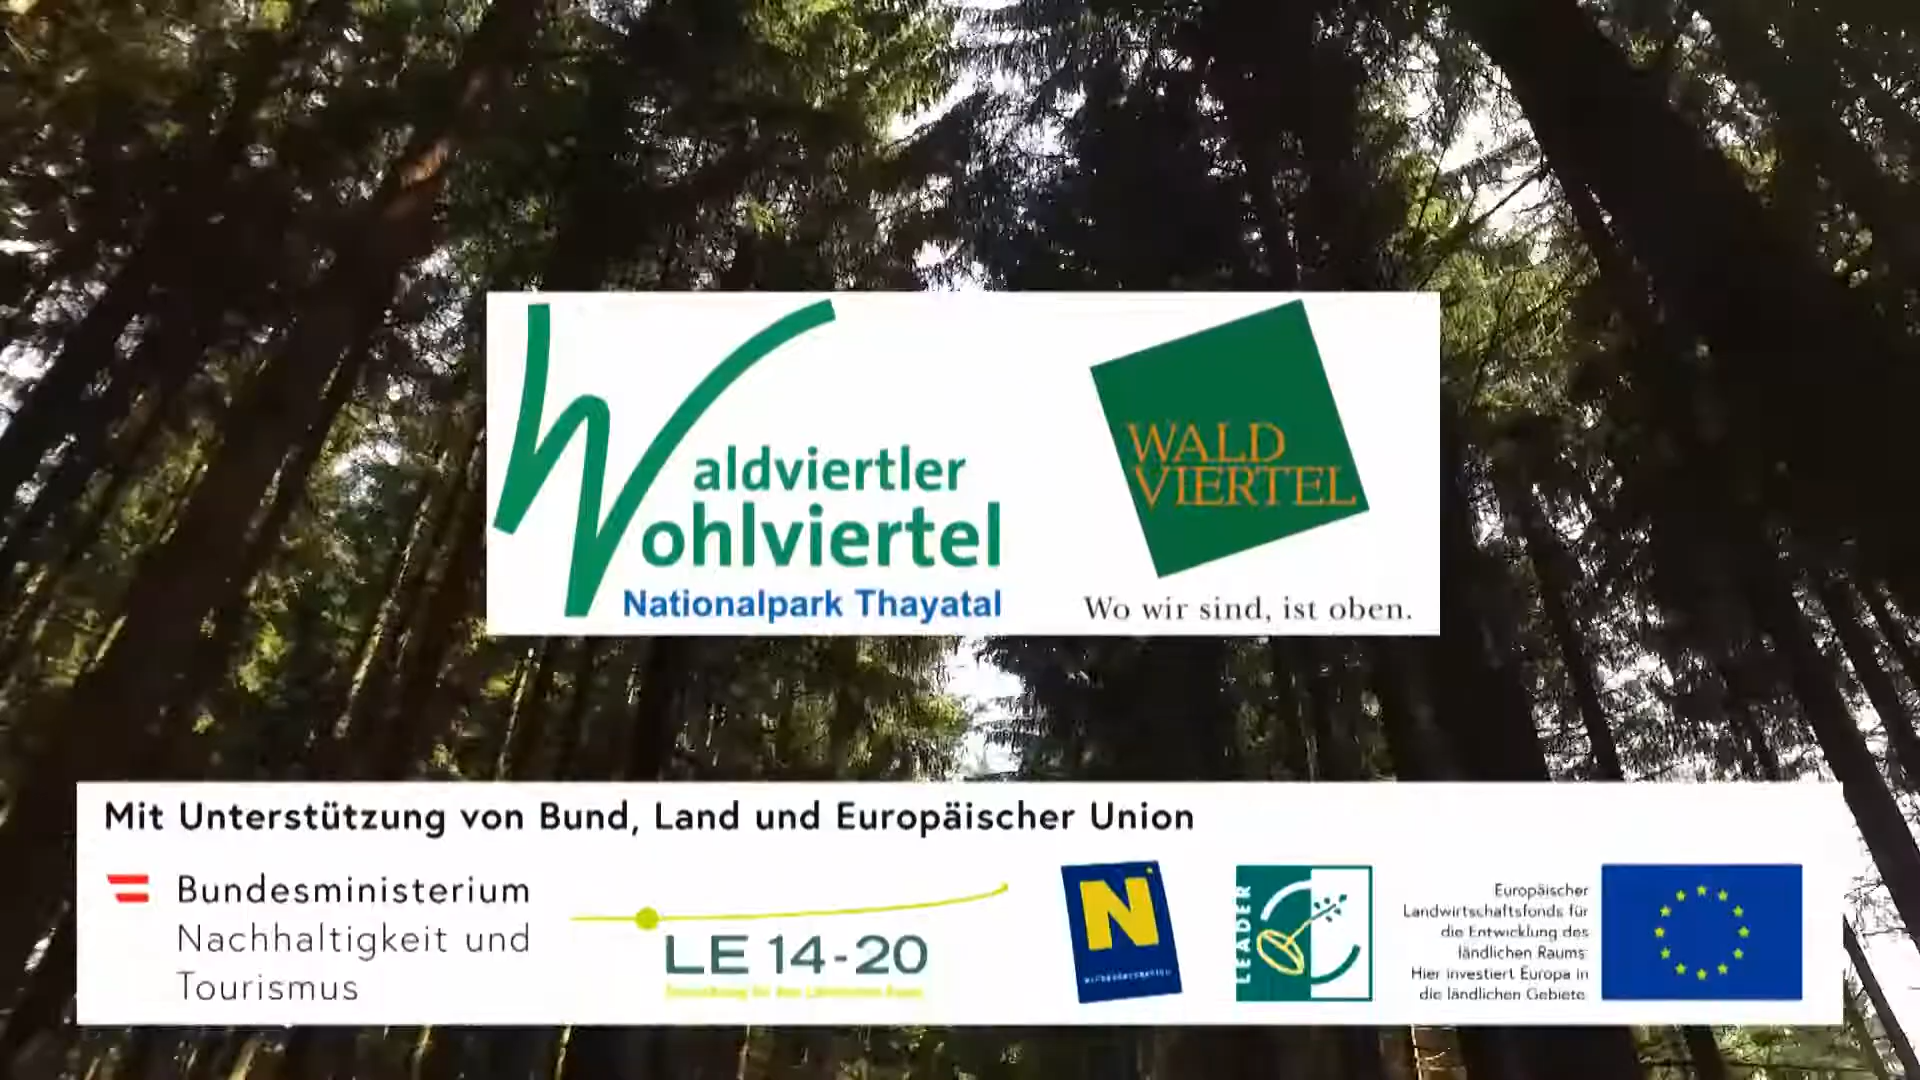 Waldviertler
Wohlviertel
Nationalpark Thayatal
WALD
VIERTEL
Wo wir sind, ist oben.
Mit Unterstützung von Bund, Land und Europäischer Union
Bundesministerium
Nachhaltigkeit und
Tourismus
LE 14-20
N
LEADER
Europäischer
Landwirtschaftsfonds für
die Entwicklung des
ländlichen Raums:
Hier investiert Europa in
die ländlichen Gebiete